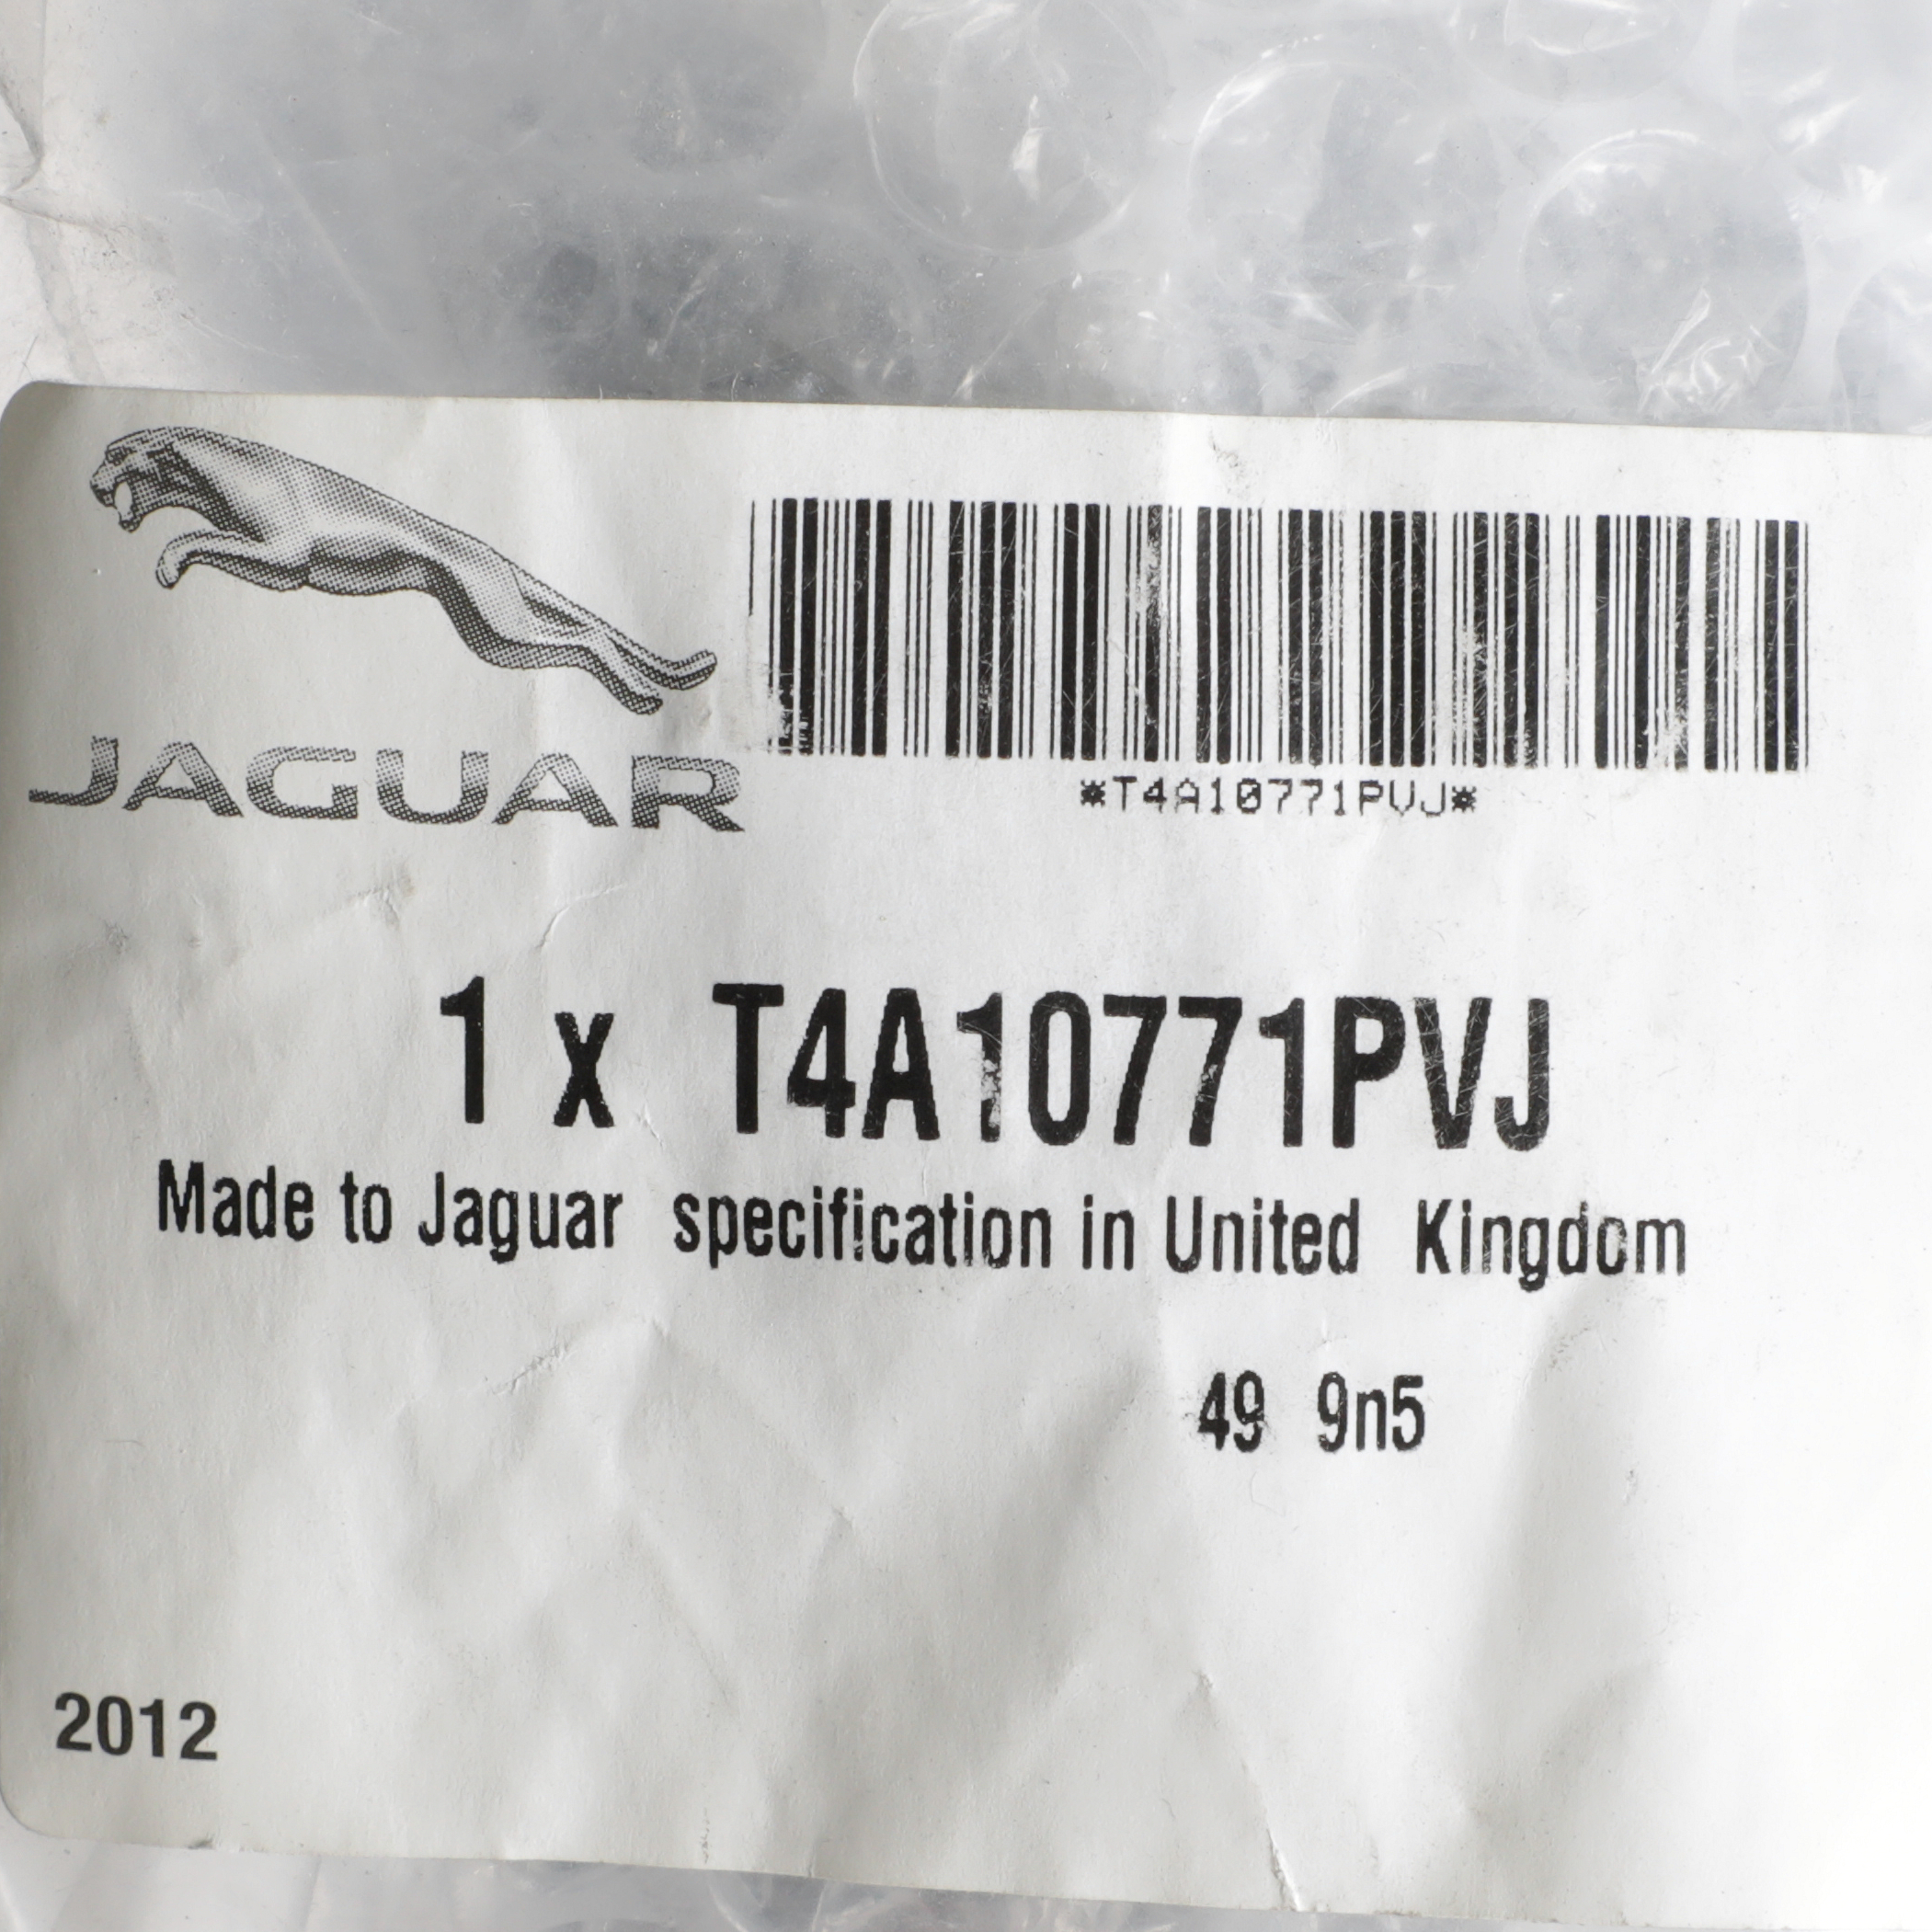 JAGUAR
*T4A10771PVJ*
1 x T4A10771PVJ
Made to Jaguar specification in United Kingdom
49 9n5
2012